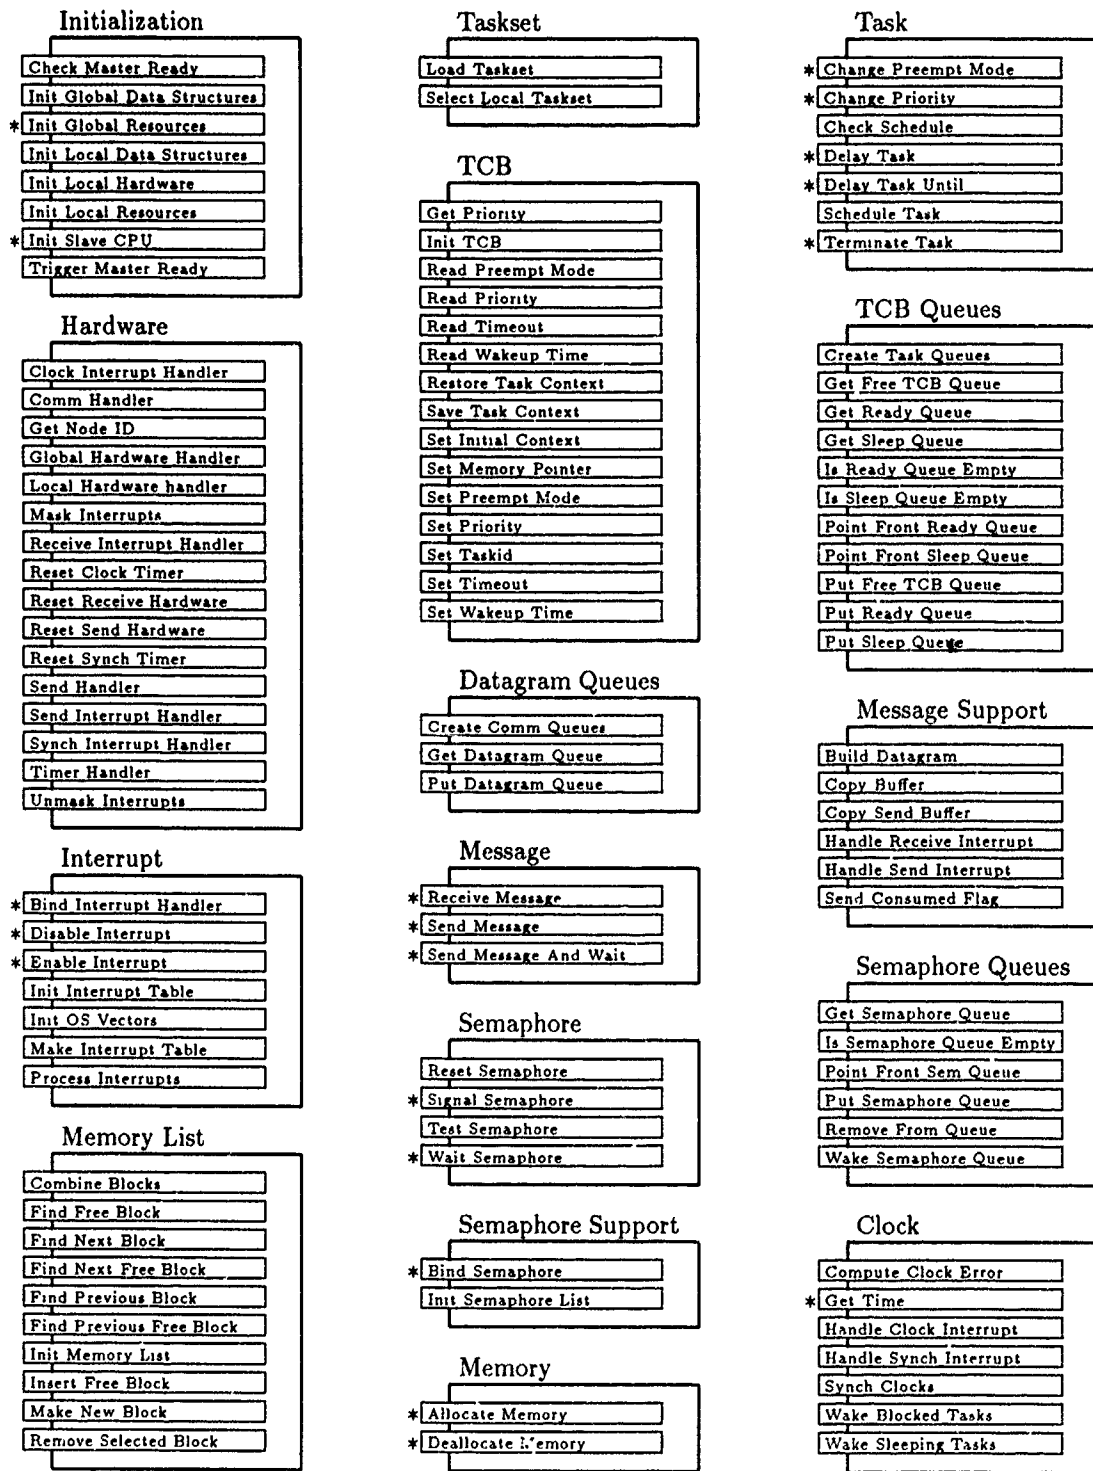 Initialization
Check Master Ready
Init Global Data Structures
* Init Global Resources
Init Local Data Structures
Init Local Hardware
Init Local Resources
* Init Slave CPU
Trigger Master Ready
Hardware
Clock Interrupt Handler
Comm Handler
Get Node ID
Global Hardware Handler
Local Hardware handler
Mask Interrupts
Receive Interrupt Handler
Reset Clock Timer
Reset Receive Hardware
Reset Send Hardware
Reset Synch Timer
Send Handler
Send Interrupt Handler
Synch Interrupt Handler
Timer Handler
Unmask Interrupts
Interrupt
* Bind Interrupt Handler
* Disable Interrupt
* Enable Interrupt
Init Interrupt Table
Init OS Vectors
Make Interrupt Table
Process Interrupts
Memory List
Combine Blocks
Find Free Block
Find Next Block
Find Next Free Block
Find Previous Block
Find Previous Free Block
Init Memory List
Insert Free Block
Make New Block
Remove Selected Block
Taskset
Load Taskset
Select Local Taskset
TCB
Get Priority
Init TCB
Read Preempt Mode
Read Priority
Read Timeout
Read Wakeup Time
Restore Task Context
Save Task Context
Set Initial Context
Set Memory Pointer
Set Preempt Mode
Set Priority
Set Taskid
Set Timeout
Set Wakeup Time
Datagram Queues
Create Comm Queues
Get Datagram Queue
Put Datagram Queue
Message
* Receive Message
* Send Message
* Send Message And Wait
Semaphore
Reset Semaphore
* Signal Semaphore
Test Semaphore
* Wait Semaphore
Semaphore Support
* Bind Semaphore
Init Semaphore List
Memory
* Allocate Memory
* Deallocate Memory
Task
* Change Preempt Mode
* Change Priority
Check Schedule
* Delay Task
* Delay Task Until
Schedule Task
* Terminate Task
TCB Queues
Create Task Queues
Get Free TCB Queue
Get Ready Queue
Get Sleep Queue
Is Ready Queue Empty
Is Sleep Queue Empty
Point Front Ready Queue
Point Front Sleep Queue
Put Free TCB Queue
Put Ready Queue
Put Sleep Queue
Message Support
Build Datagram
Copy Buffer
Copy Send Buffer
Handle Receive Interrupt
Handle Send Interrupt
Send Consumed Flag
Semaphore Queues
Get Semaphore Queue
Is Semaphore Queue Empty
Point Front Sem Queue
Put Semaphore Queue
Remove From Queue
Wake Semaphore Queue
Clock
Compute Clock Error
* Get Time
Handle Clock Interrupt
Handle Synch Interrupt
Synch Clocks
Wake Blocked Tasks
Wake Sleeping Tasks